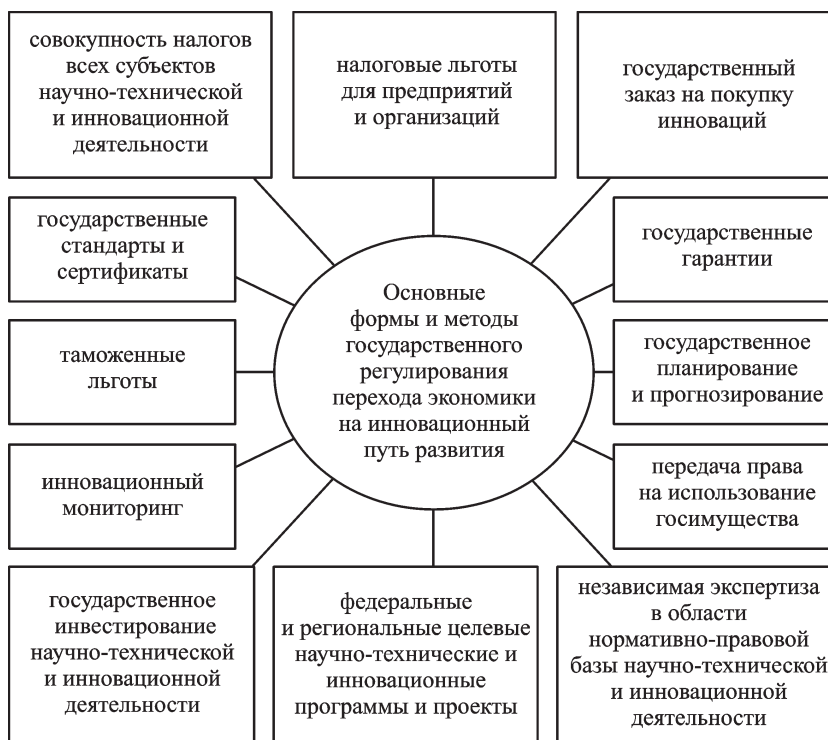 совокупность налогов
всех субъектов
научно-технической
и инновационной
деятельности
налоговые льготы
для предприятий
и организаций
государственный
заказ на покупку
инноваций
государственные
стандарты и
сертификаты
государственные
гарантии
Основные
формы и методы
государственного
регулирования
перехода экономики
на инновационный
путь развития
таможенные
льготы
государственное
планирование
и прогнозирование
инновационный
мониторинг
передача права
на использование
госимущества
государственное
инвестирование
научно-технической
и инновационной
деятельности
федеральные
и региональные целевые
научно-технические и
инновационные
программы и проекты
независимая экспертиза
в области
нормативно-правовой
базы научно-технической
и инновационной
деятельности